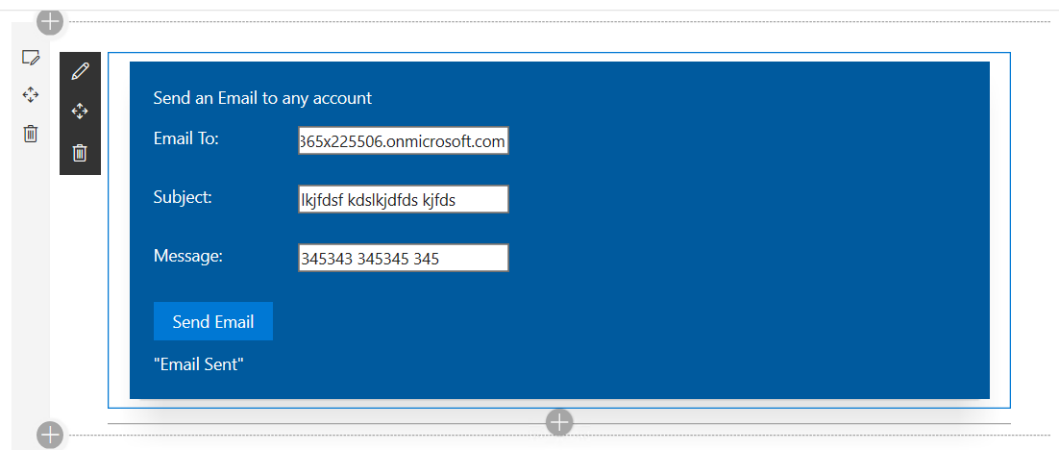 Send an Email to any account
Email To: 365x225506.onmicrosoft.com
Subject: lkjfdsf kdslkjdfds kjfds
Message: 345343 345345 345
Send Email
"Email Sent"